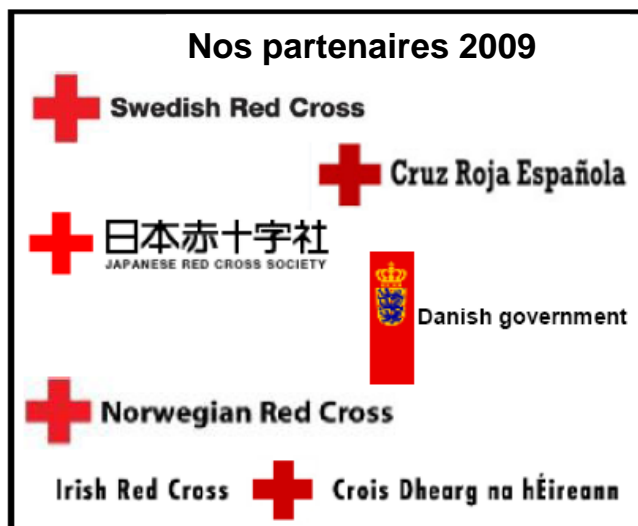 Nos partenaires 2009
Swedish Red Cross
Cruz Roja Española
日本赤十字社
JAPANESE RED CROSS SOCIETY
Danish government
Norwegian Red Cross
Irish Red Cross Crois Dhearg na hÉireann